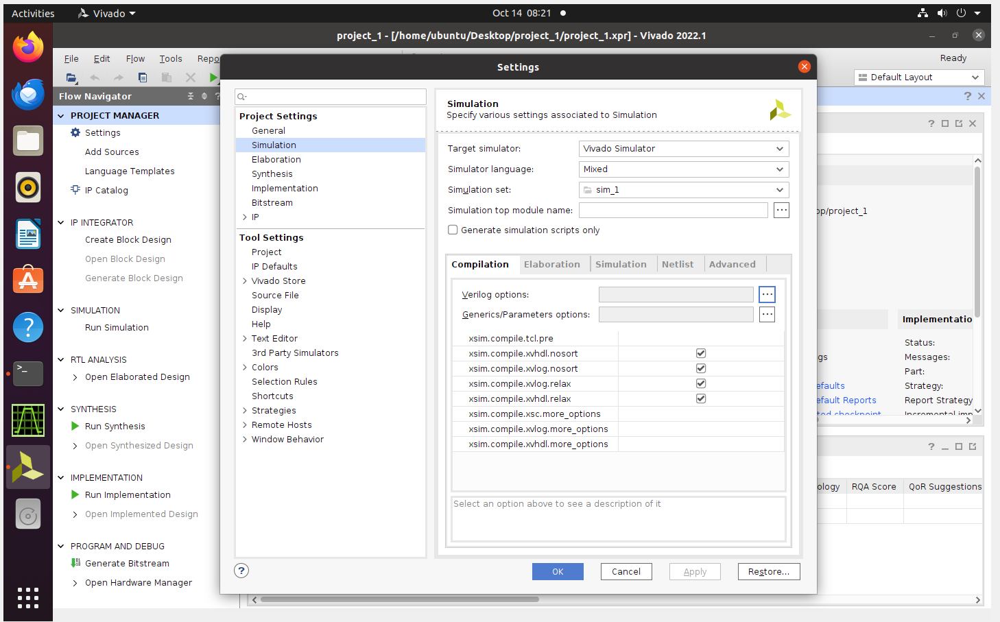 Activities
Vivado
Oct 14 08:21
project_1 - [/home/ubuntu/Desktop/project_1/project_1.xpr] - Vivado 2022.1
File Edit Flow Tools
Ready
Default Layout
Flow Navigator
PROJECT MANAGER
Settings
Add Sources
Language Templates
IP Catalog
IP INTEGRATOR
Create Block Design
Open Block Design
Generate Block Design
SIMULATION
Run Simulation
RTL ANALYSIS
Open Elaborated Design
SYNTHESIS
Run Synthesis
Open Synthesized Design
IMPLEMENTATION
Run Implementation
Open Implemented Design
PROGRAM AND DEBUG
Generate Bitstream
Open Hardware Manager
Settings
Project Settings
General
Simulation
Elaboration
Synthesis
Implementation
Bitstream
IP
Tool Settings
Project
IP Defaults
Vivado Store
Source File
Display
Help
Text Editor
3rd Party Simulators
Colors
Selection Rules
Shortcuts
Strategies
Remote Hosts
Window Behavior
Simulation
Specify various settings associated to Simulation
Target simulator: Vivado Simulator
Simulator language: Mixed
Simulation set: sim_1
Simulation top module name:
Generate simulation scripts only
Compilation Elaboration Simulation Netlist Advanced
Verilog options:
Generics/Parameters options:
xsim.compile.tcl.pre
xsim.compile.xvhdl.nosort
xsim.compile.xvlog.nosort
xsim.compile.xvlog.relax
xsim.compile.xvhdl.relax
xsim.compile.xsc.more_options
xsim.compile.xvlog.more_options
xsim.compile.xvhdl.more_options
Select an option above to see a description of it
OK Cancel Apply Restore...
op/project_1
Implementatio
Status:
gs Messages:
Part:
efaults Strategy:
efault Reports Report Strategy
ted checkpoint Incremental imp
ology RQA Score QoR Suggestions